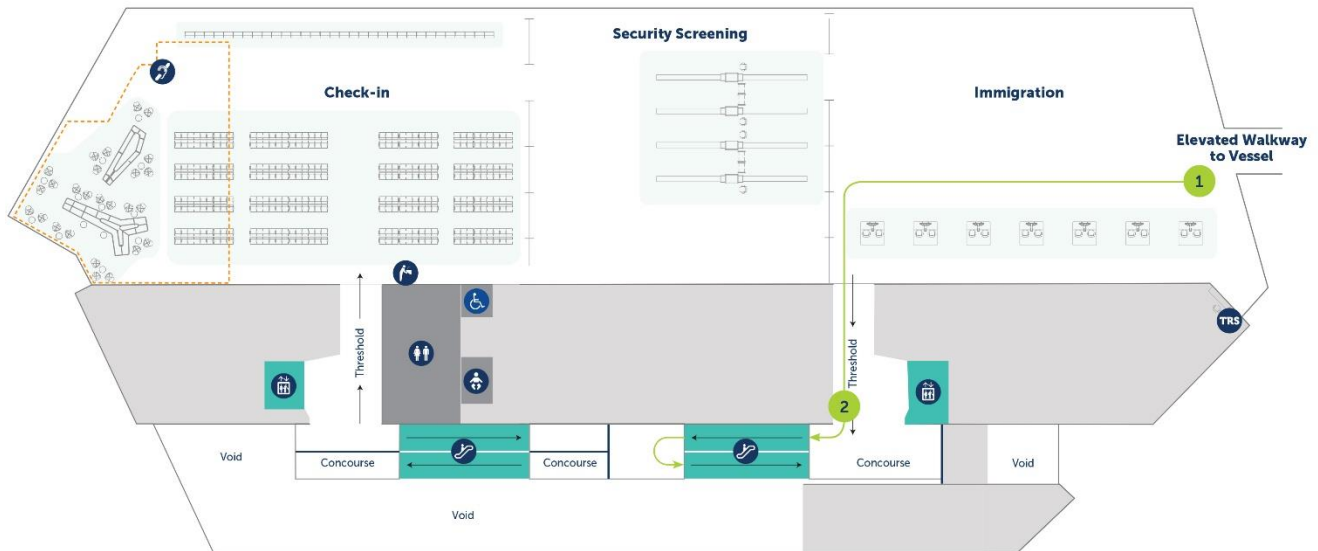 Security Screening
Check-in
Immigration
Elevated Walkway
to Vessel
1
TRS
Threshold
Threshold
2
Void
Concourse
Concourse
Concourse
Void
Void